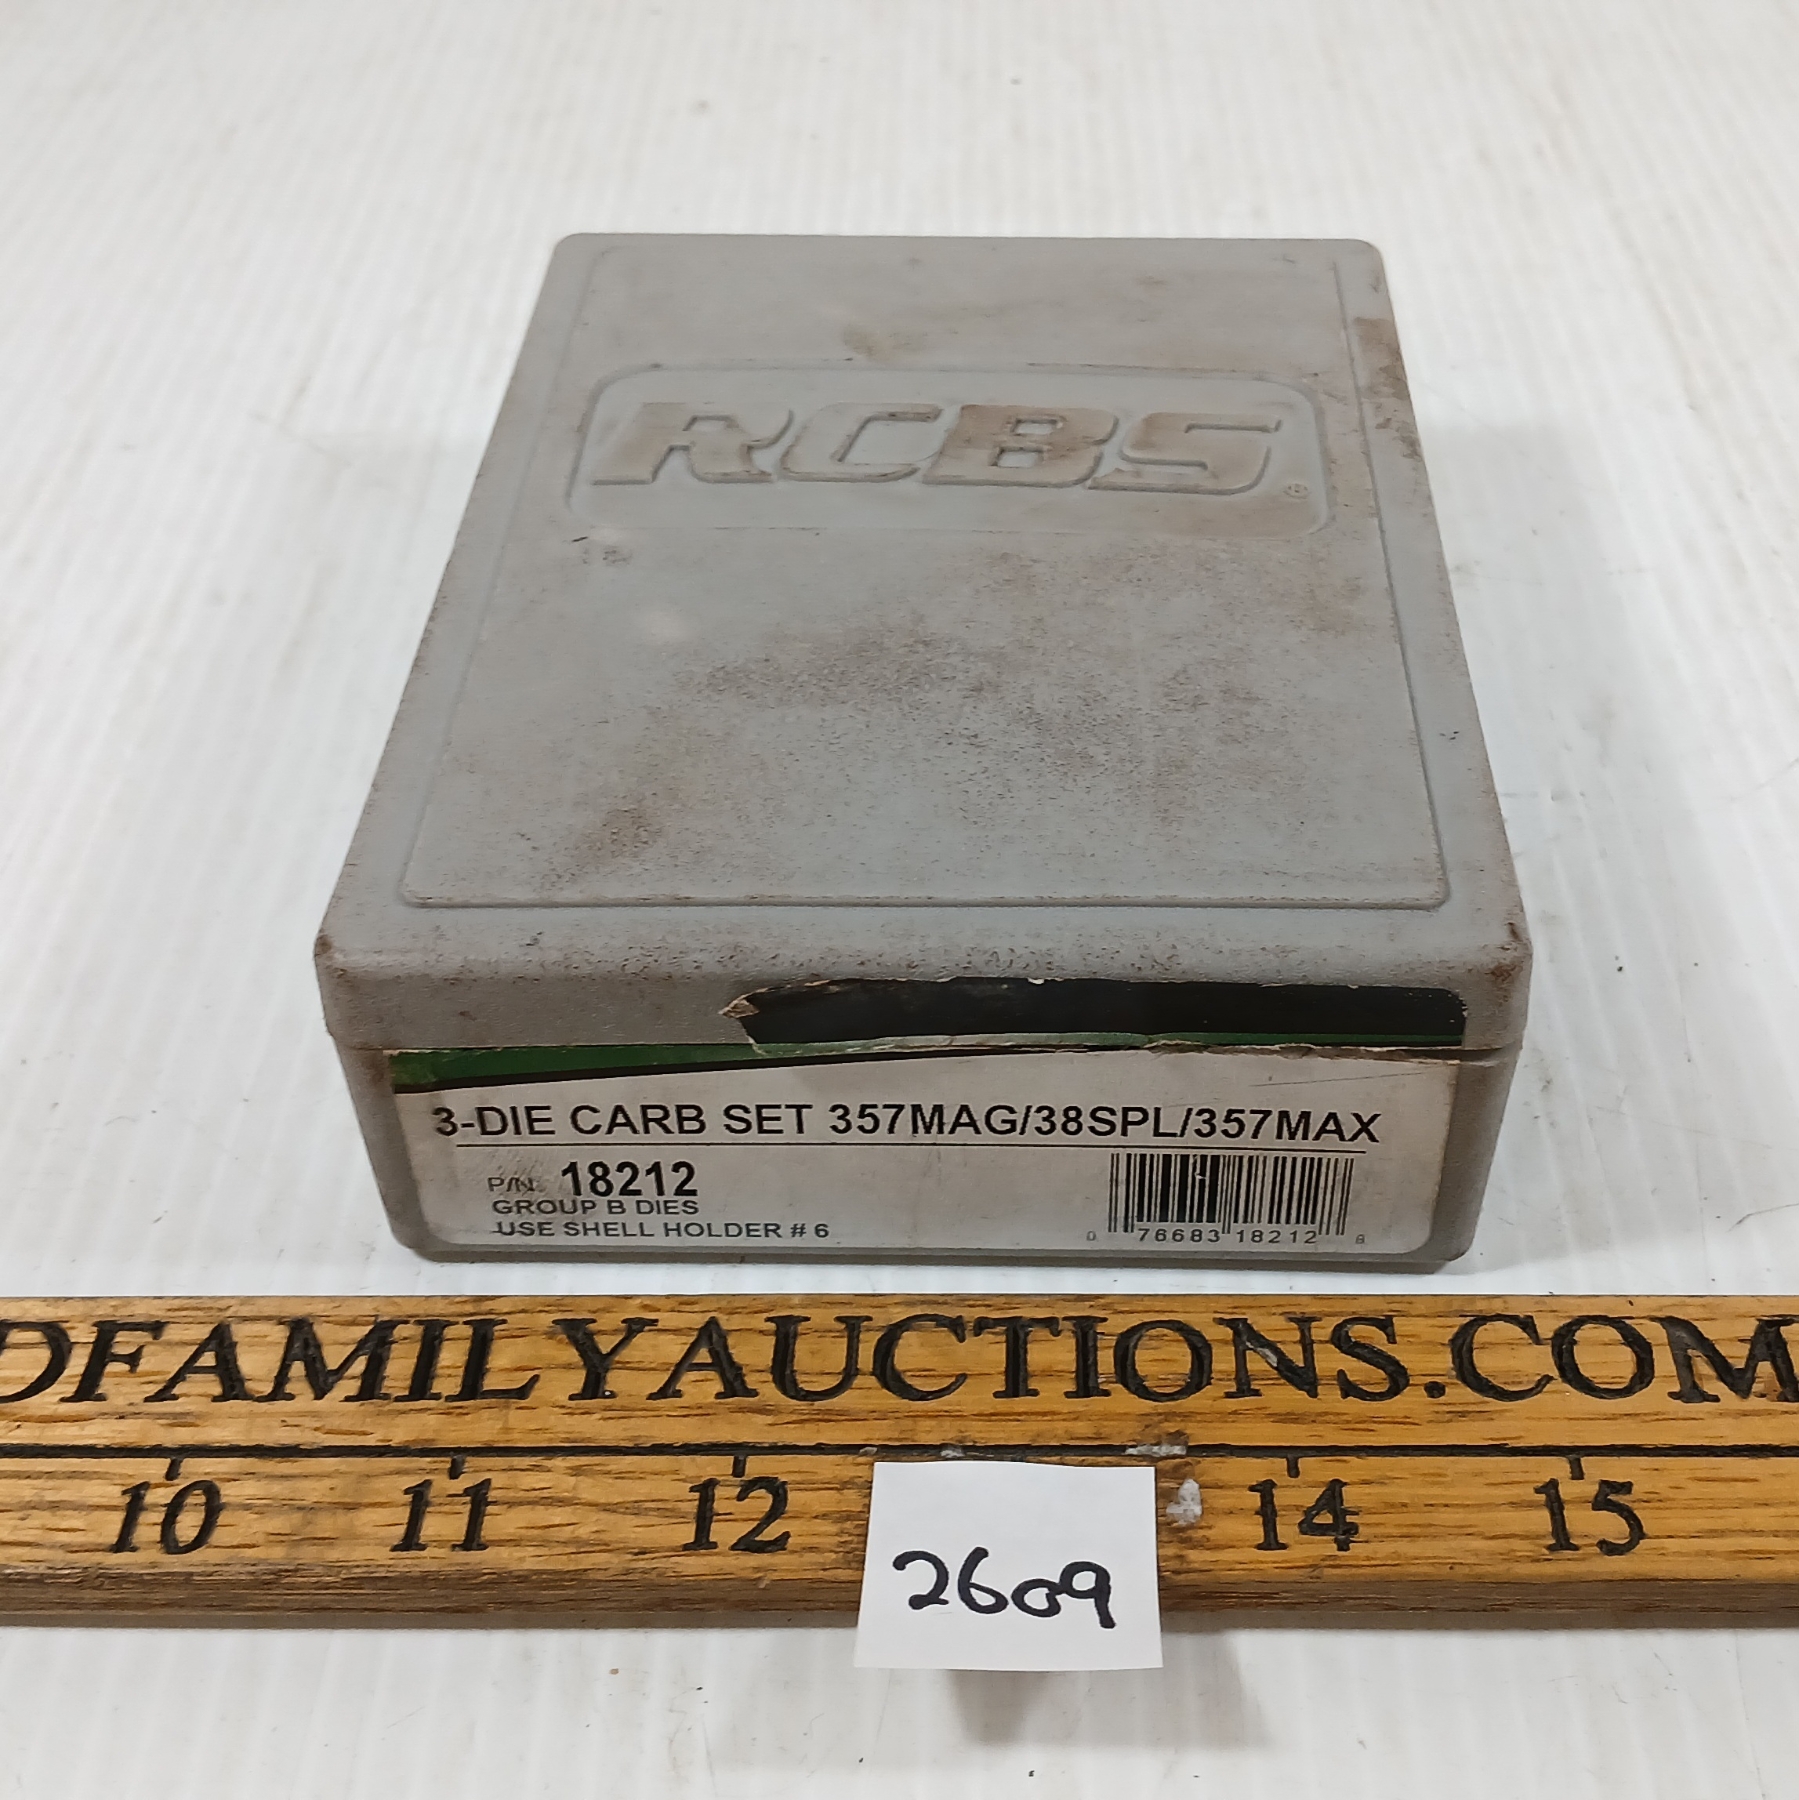 RCBS®
3-DIE CARB SET 357MAG/38SPL/357MAX
P/N 18212
GROUP B DIES
USE SHELL HOLDER # 6
0 76683 18212 8
DFAMILYAUCTIONS.COM
10 11 12 14 15
2609